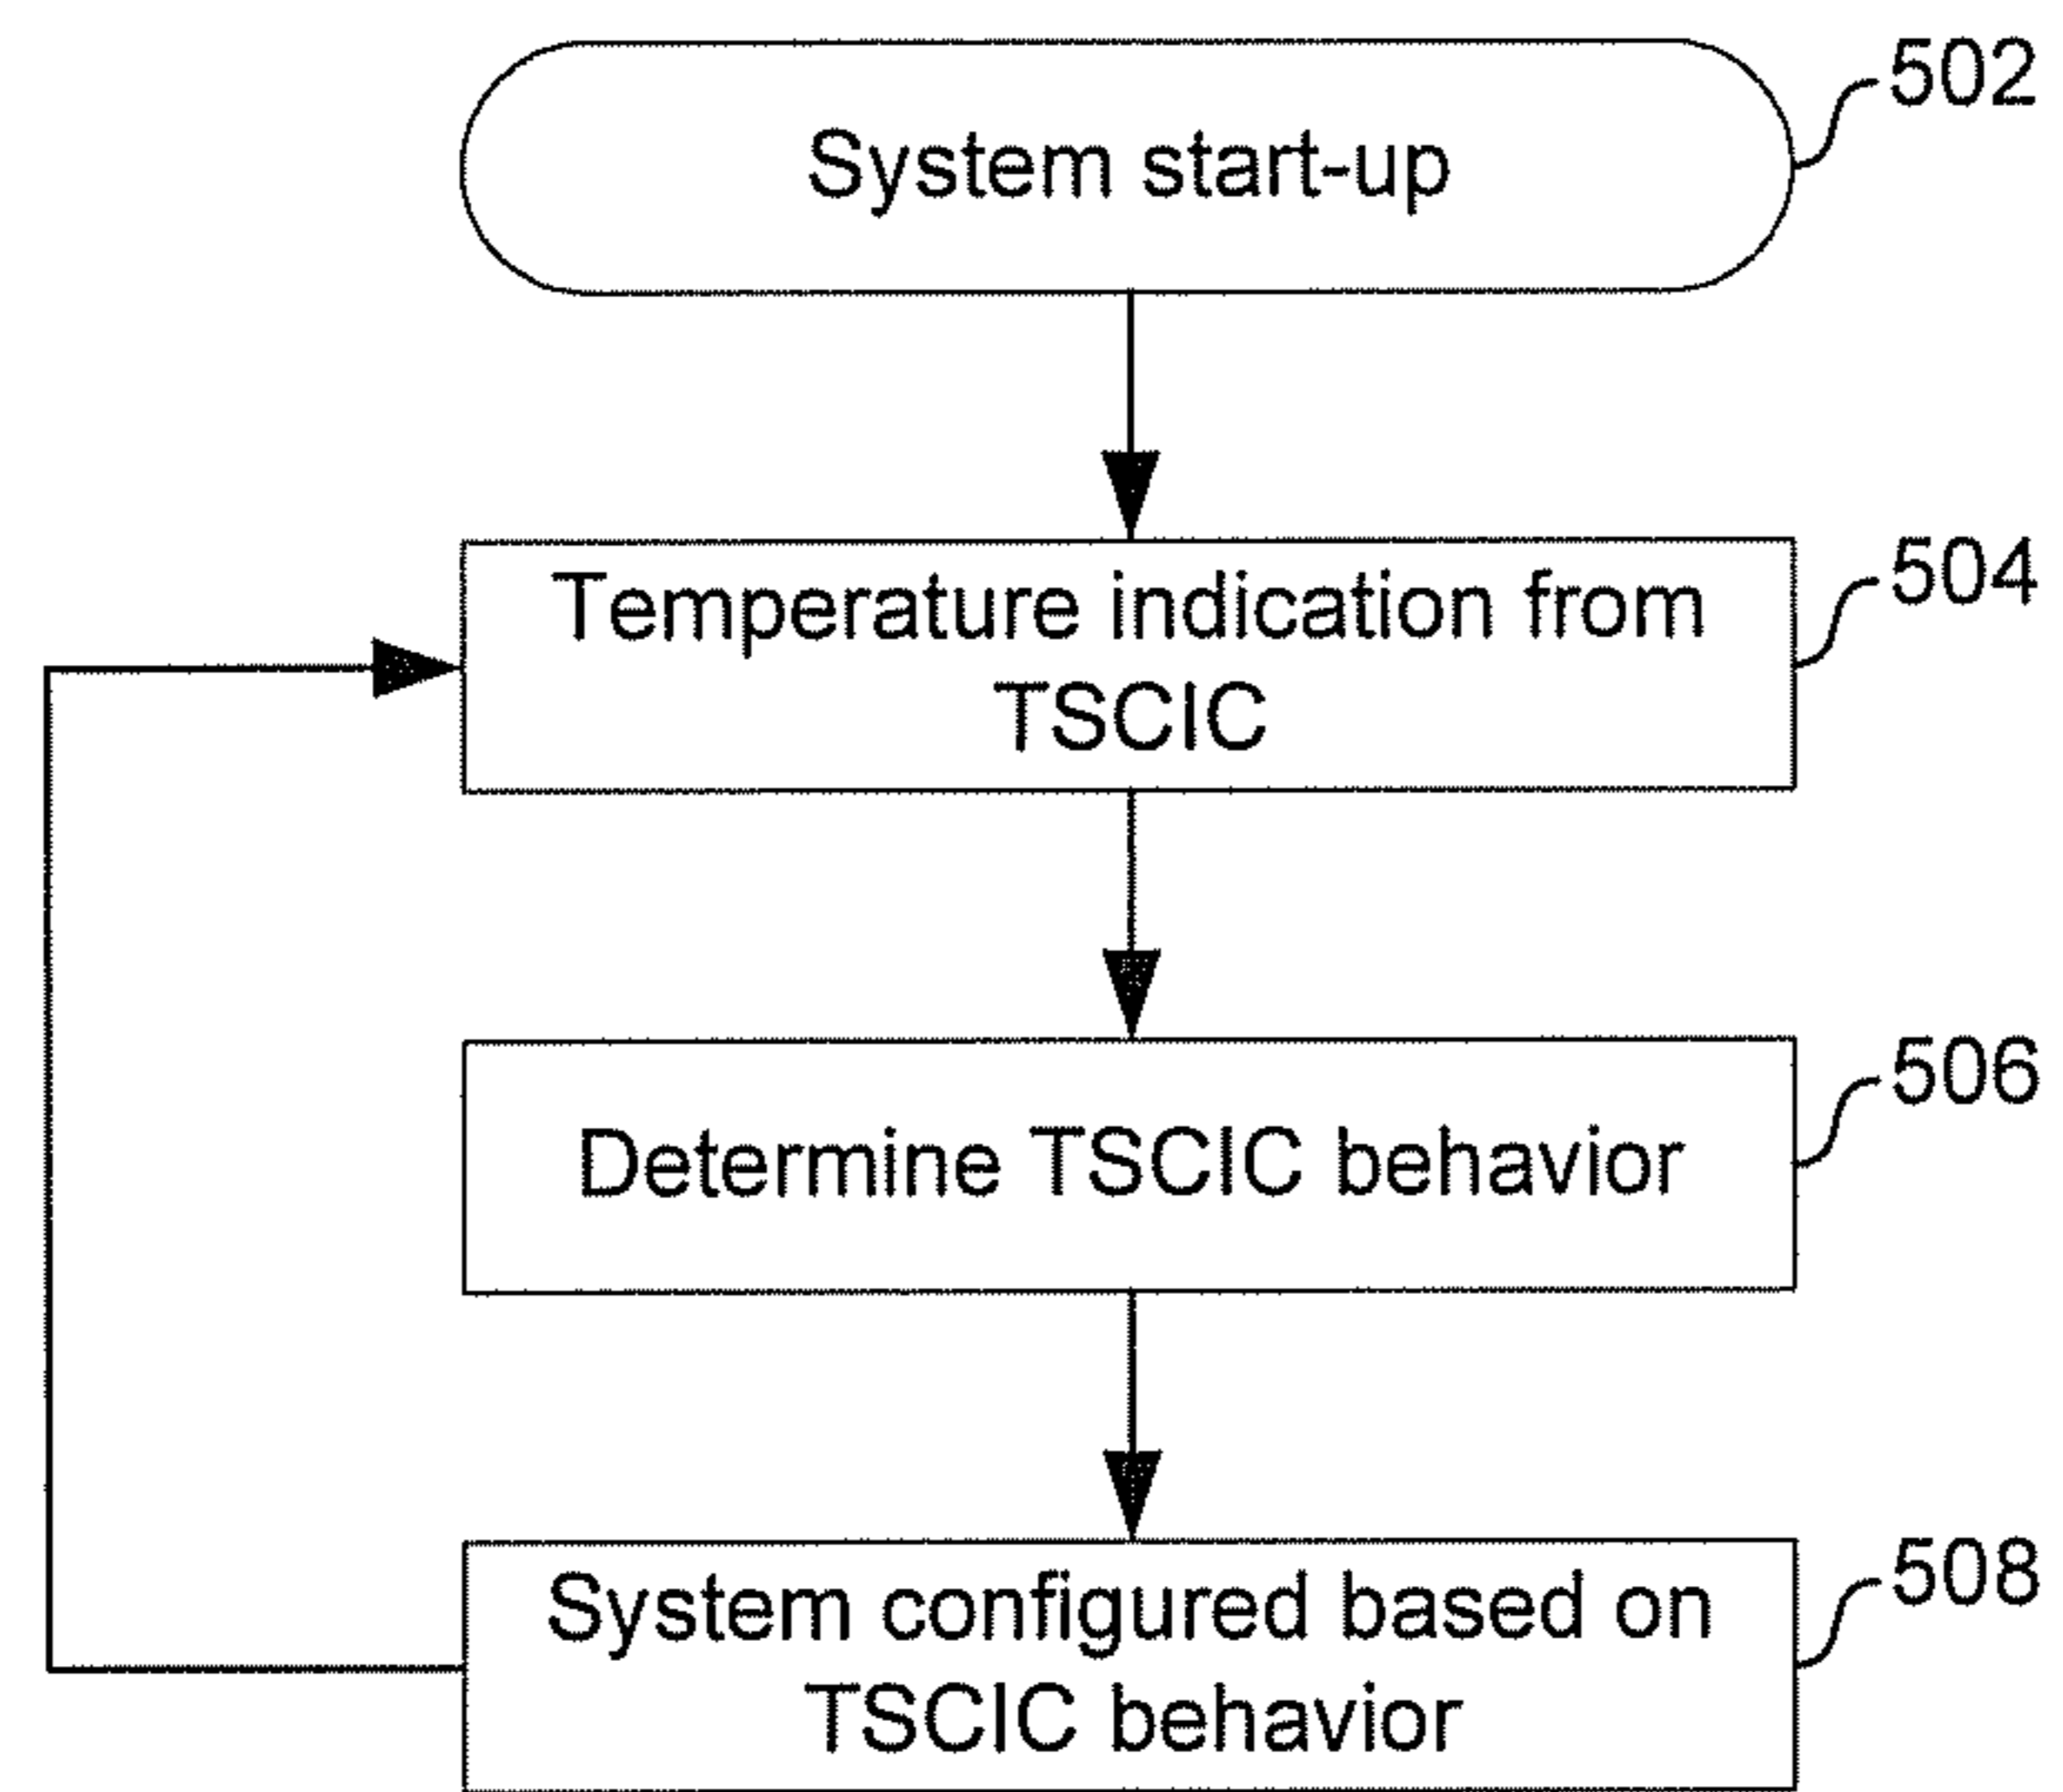 System start-up
502
Temperature indication from
TSCIC
504
Determine TSCIC behavior
506
System configured based on
TSCIC behavior
508